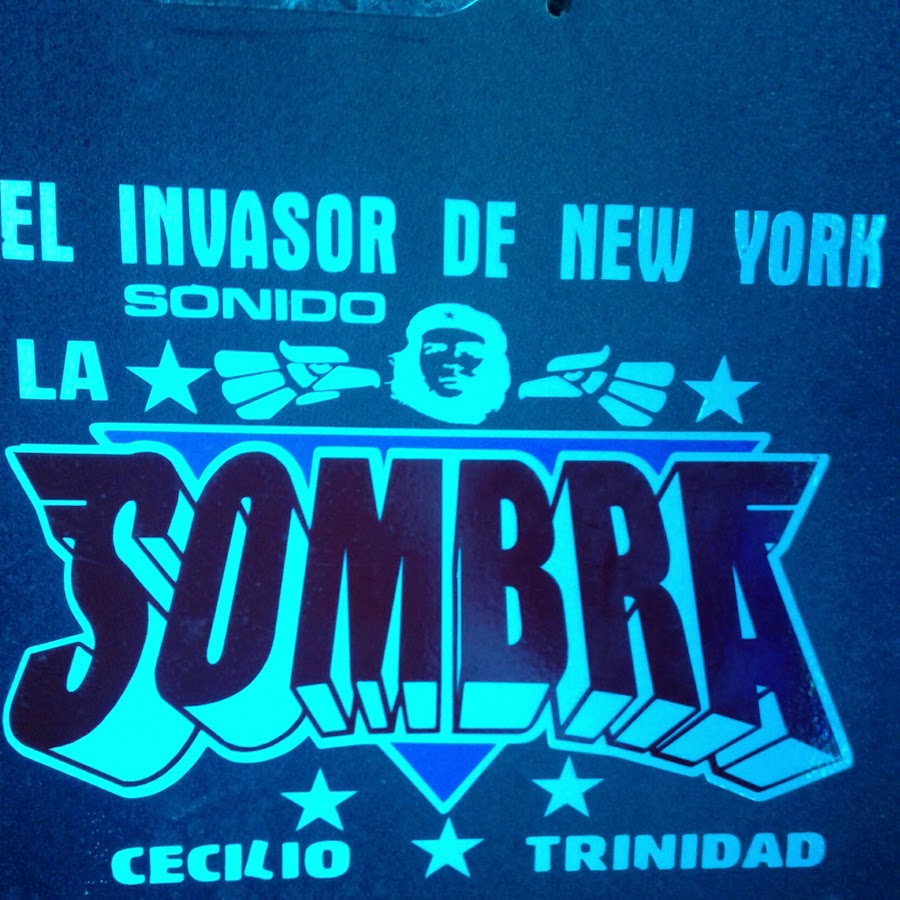 EL INVASOR DE NEW YORK
SONIDO
LA
SOMBRA
CECILIO TRINIDAD